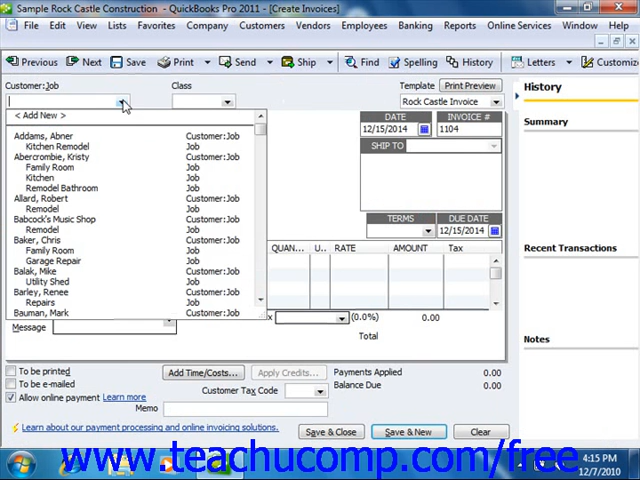 Sample Rock Castle Construction - QuickBooks Pro 2011 - [Create Invoices]
File Edit View Lists Favorites Company Customers Vendors Employees Banking Reports Online Services Window Help
Previous Next Save Print Send Ship Find Spelling History Letters Customize
Customer:Job Class Template Print Preview
Rock Castle Invoice
< Add New >
Addams, Abner Customer:Job
Kitchen Remodel Job
Abercrombie, Kristy Customer:Job
Family Room Job
Kitchen Job
Remodel Bathroom Job
Allard, Robert Customer:Job
Remodel Job
Babcock's Music Shop Customer:Job
Remodel Job
Baker, Chris Customer:Job
Family Room Job
Garage Repair Job
Balak, Mike Customer:Job
Utility Shed Job
Barley, Renee Customer:Job
Repairs Job
Bauman, Mark Customer:Job
DATE INVOICE #
12/15/2014 1104
SHIP TO
TERMS DUE DATE
12/15/2014
QUAN... U... RATE AMOUNT Tax
(0.0%) 0.00
Message
Total
To be printed
To be e-mailed
Allow online payment Learn more
Add Time/Costs... Apply Credits... Payments Applied 0.00
Customer Tax Code Balance Due 0.00
Memo
Learn about our payment processing and online invoicing solutions.
Save & Close Save & New Clear
History
Summary
Recent Transactions
Notes
www.teachucomp.com/free
4:15 PM
12/7/2010